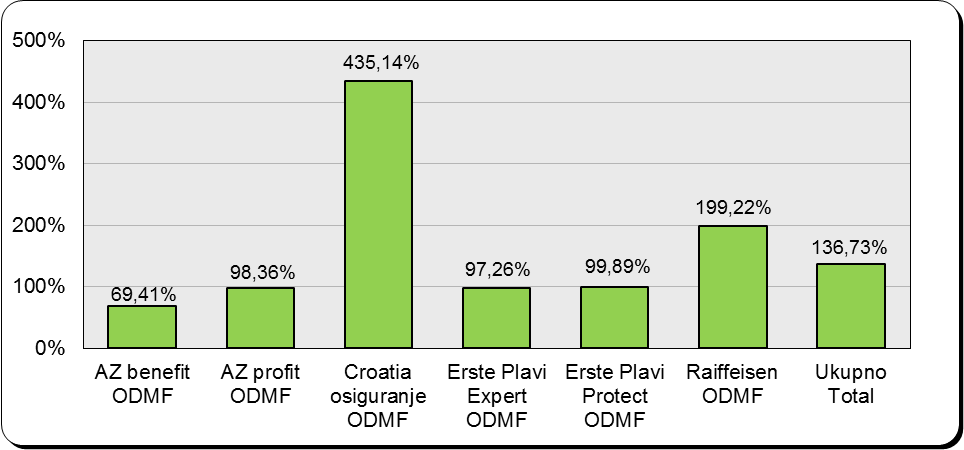 500%
400%
300%
200%
100%
0%
69,41%
98,36%
435,14%
97,26%
99,89%
199,22%
136,73%
AZ benefit
ODMF
AZ profit
ODMF
Croatia
osiguranje
ODMF
Erste Plavi
Expert
ODMF
Erste Plavi
Protect
ODMF
Raiffeisen
ODMF
Ukupno
Total